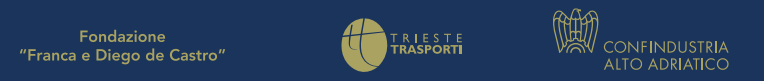 Fondazione
"Franca e Diego de Castro"
TRIESTE
TRASPORTI
CONFINDUSTRIA
ALTO ADRIATICO